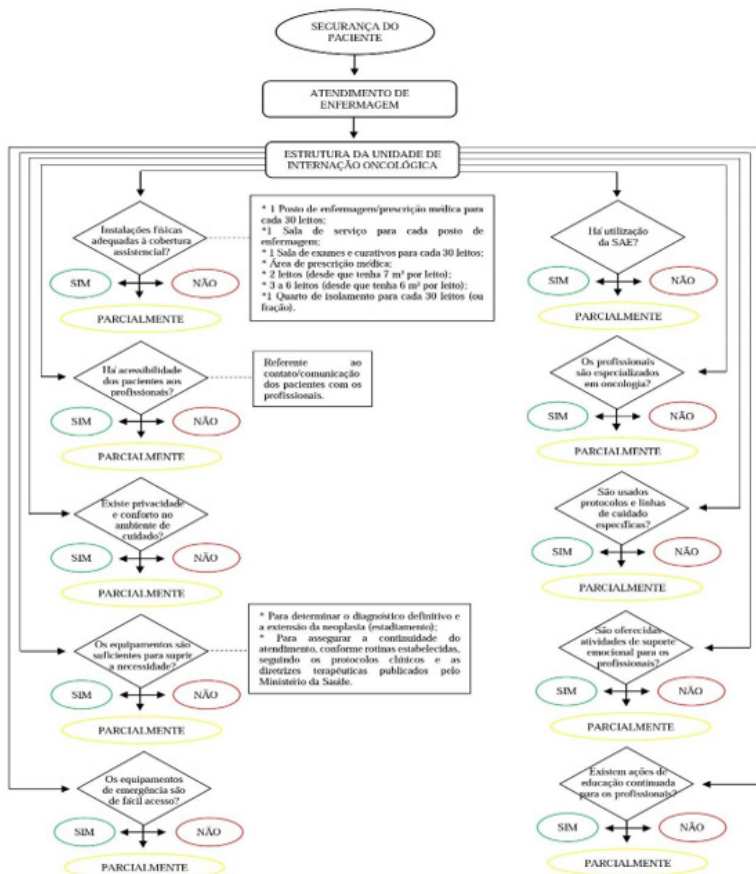 SEGURANÇA DO
PACIENTE
ATENDIMENTO DE
ENFERMAGEM
ESTRUTURA DA UNIDADE DE
INTERNAÇÃO ONCOLÓGICA
Instalações físicas
adequadas à cobertura
assistencial?
SIM
NÃO
PARCIALMENTE
* 1 Posto de enfermagem/prescrição médica para
cada 30 leitos;
*1 Sala de serviço para cada posto de
enfermagem;
* 1 Sala de exames e curativos para cada 30 leitos;
* Área de prescrição médica;
* 2 leitos (desde que tenha 7 m² por leito);
* 3 a 6 leitos (desde que tenha 6 m² por leito);
*1 Quarto de isolamento para cada 30 leitos (ou
fração).
Há acessibilidade
dos pacientes aos
profissionais?
SIM
NÃO
PARCIALMENTE
Referente ao
contato/comunicação
dos pacientes com os
profissionais.
Existe privacidade
e conforto no
ambiente de
cuidado?
SIM
NÃO
PARCIALMENTE
Os equipamentos são
suficientes para suprir
a necessidade?
SIM
NÃO
PARCIALMENTE
* Para determinar o diagnóstico definitivo e
a extensão da neoplasia (estadiamento);
* Para assegurar a continuidade do
atendimento, conforme rotinas estabelecidas,
seguindo os protocolos clínicos e as
diretrizes terapêuticas publicados pelo
Ministério da Saúde.
Os equipamentos
de emergência são
de fácil acesso?
SIM
NÃO
PARCIALMENTE
Há utilização
da SAE?
SIM
NÃO
PARCIALMENTE
Os profissionais
são especializados
em oncologia?
SIM
NÃO
PARCIALMENTE
São usados
protocolos e linhas
de cuidado
específicas?
SIM
NÃO
PARCIALMENTE
São oferecidas
atividades de suporte
emocional para os
profissionais?
SIM
NÃO
PARCIALMENTE
Existem ações de
educação continuada
para os profissionais?
SIM
NÃO
PARCIALMENTE